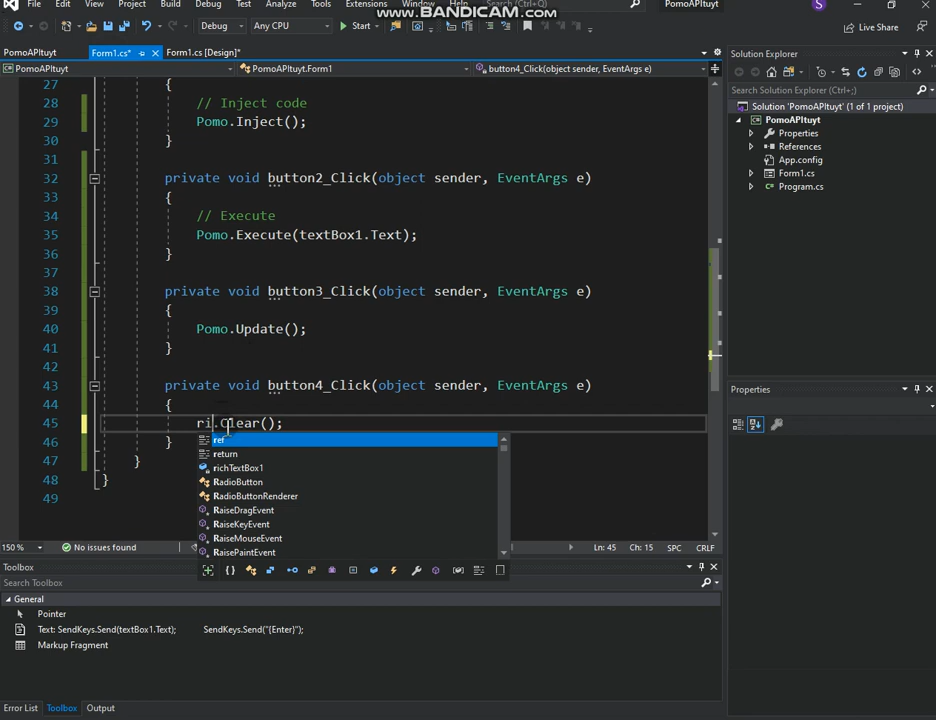 File Edit View Project Build Debug Test Analyze Tools Extensions Window Help Search (Ctrl+;) PomoAPItuyt S
www.BANDICAM.com
Debug Any CPU Start Live Share
PomoAPItuyt Form1.cs* Form1.cs [Design]*
PomoAPItuyt PomoAPItuyt.Form1 button4_Click(object sender, EventArgs e)
27 {
28 // Inject code
29 Pomo.Inject();
30 }
31
32 private void button2_Click(object sender, EventArgs e)
33 {
34 // Execute
35 Pomo.Execute(textBox1.Text);
36 }
37
38 private void button3_Click(object sender, EventArgs e)
39 {
40 Pomo.Update();
41 }
42
43 private void button4_Click(object sender, EventArgs e)
44 {
45 ri.Clear();
46 }
47 }
48 }
49
ref
return
richTextBox1
RadioButton
RadioButtonRenderer
RaiseDragEvent
RaiseKeyEvent
RaiseMouseEvent
RaisePaintEvent
150 % No issues found Ln: 45 Ch: 15 SPC CRLF
Toolbox
Search Toolbox
General
Pointer
Text: SendKeys.Send(textBox1.Text); SendKeys.Send("{Enter}");
Markup Fragment
Error List Toolbox Output
Solution Explorer
Search Solution Explorer (Ctrl+;)
Solution 'PomoAPItuyt' (1 of 1 project)
PomoAPItuyt
Properties
References
App.config
Form1.cs
Program.cs
Properties